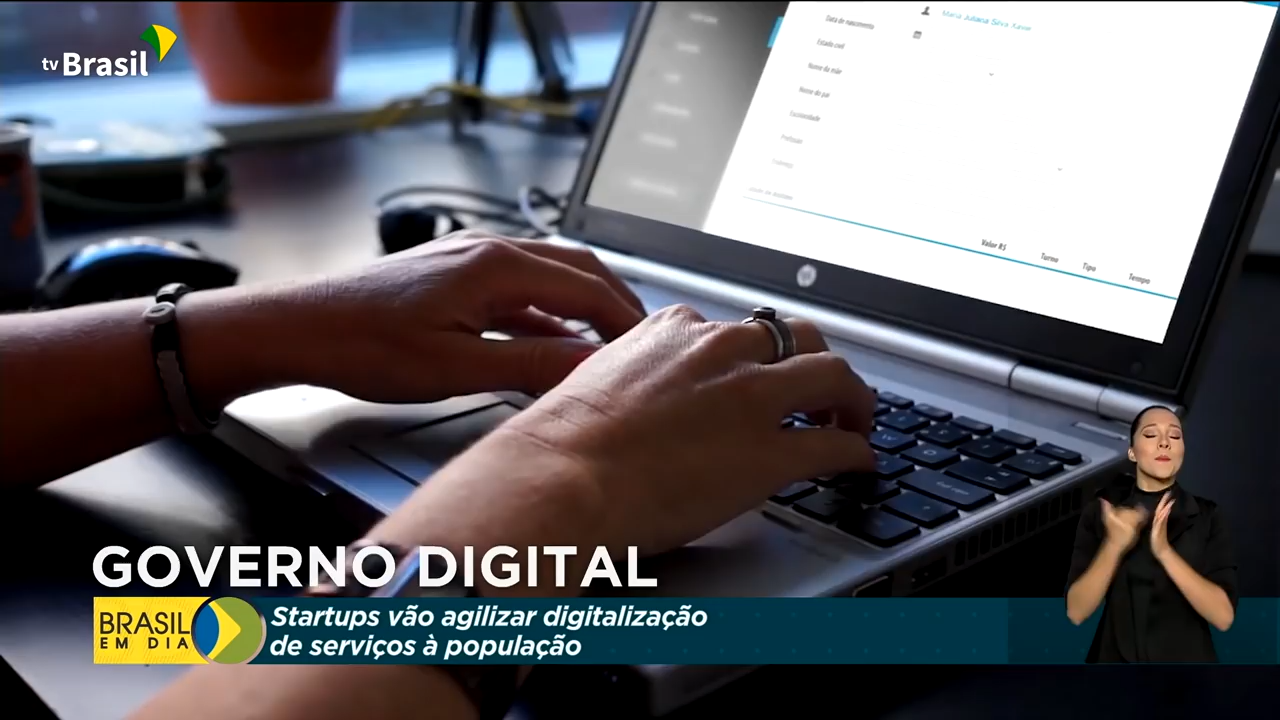 tv Brasil
Maria Juliana Silva Xavier
Data de nascimento
Estado civil
Nome da mãe
Nome do pai
Escolaridade
Profissão
Valor R$
Turno
Tipo
Tempo
hp
GOVERNO DIGITAL
BRASIL
EM DIA
Startups vão agilizar digitalização
de serviços à população